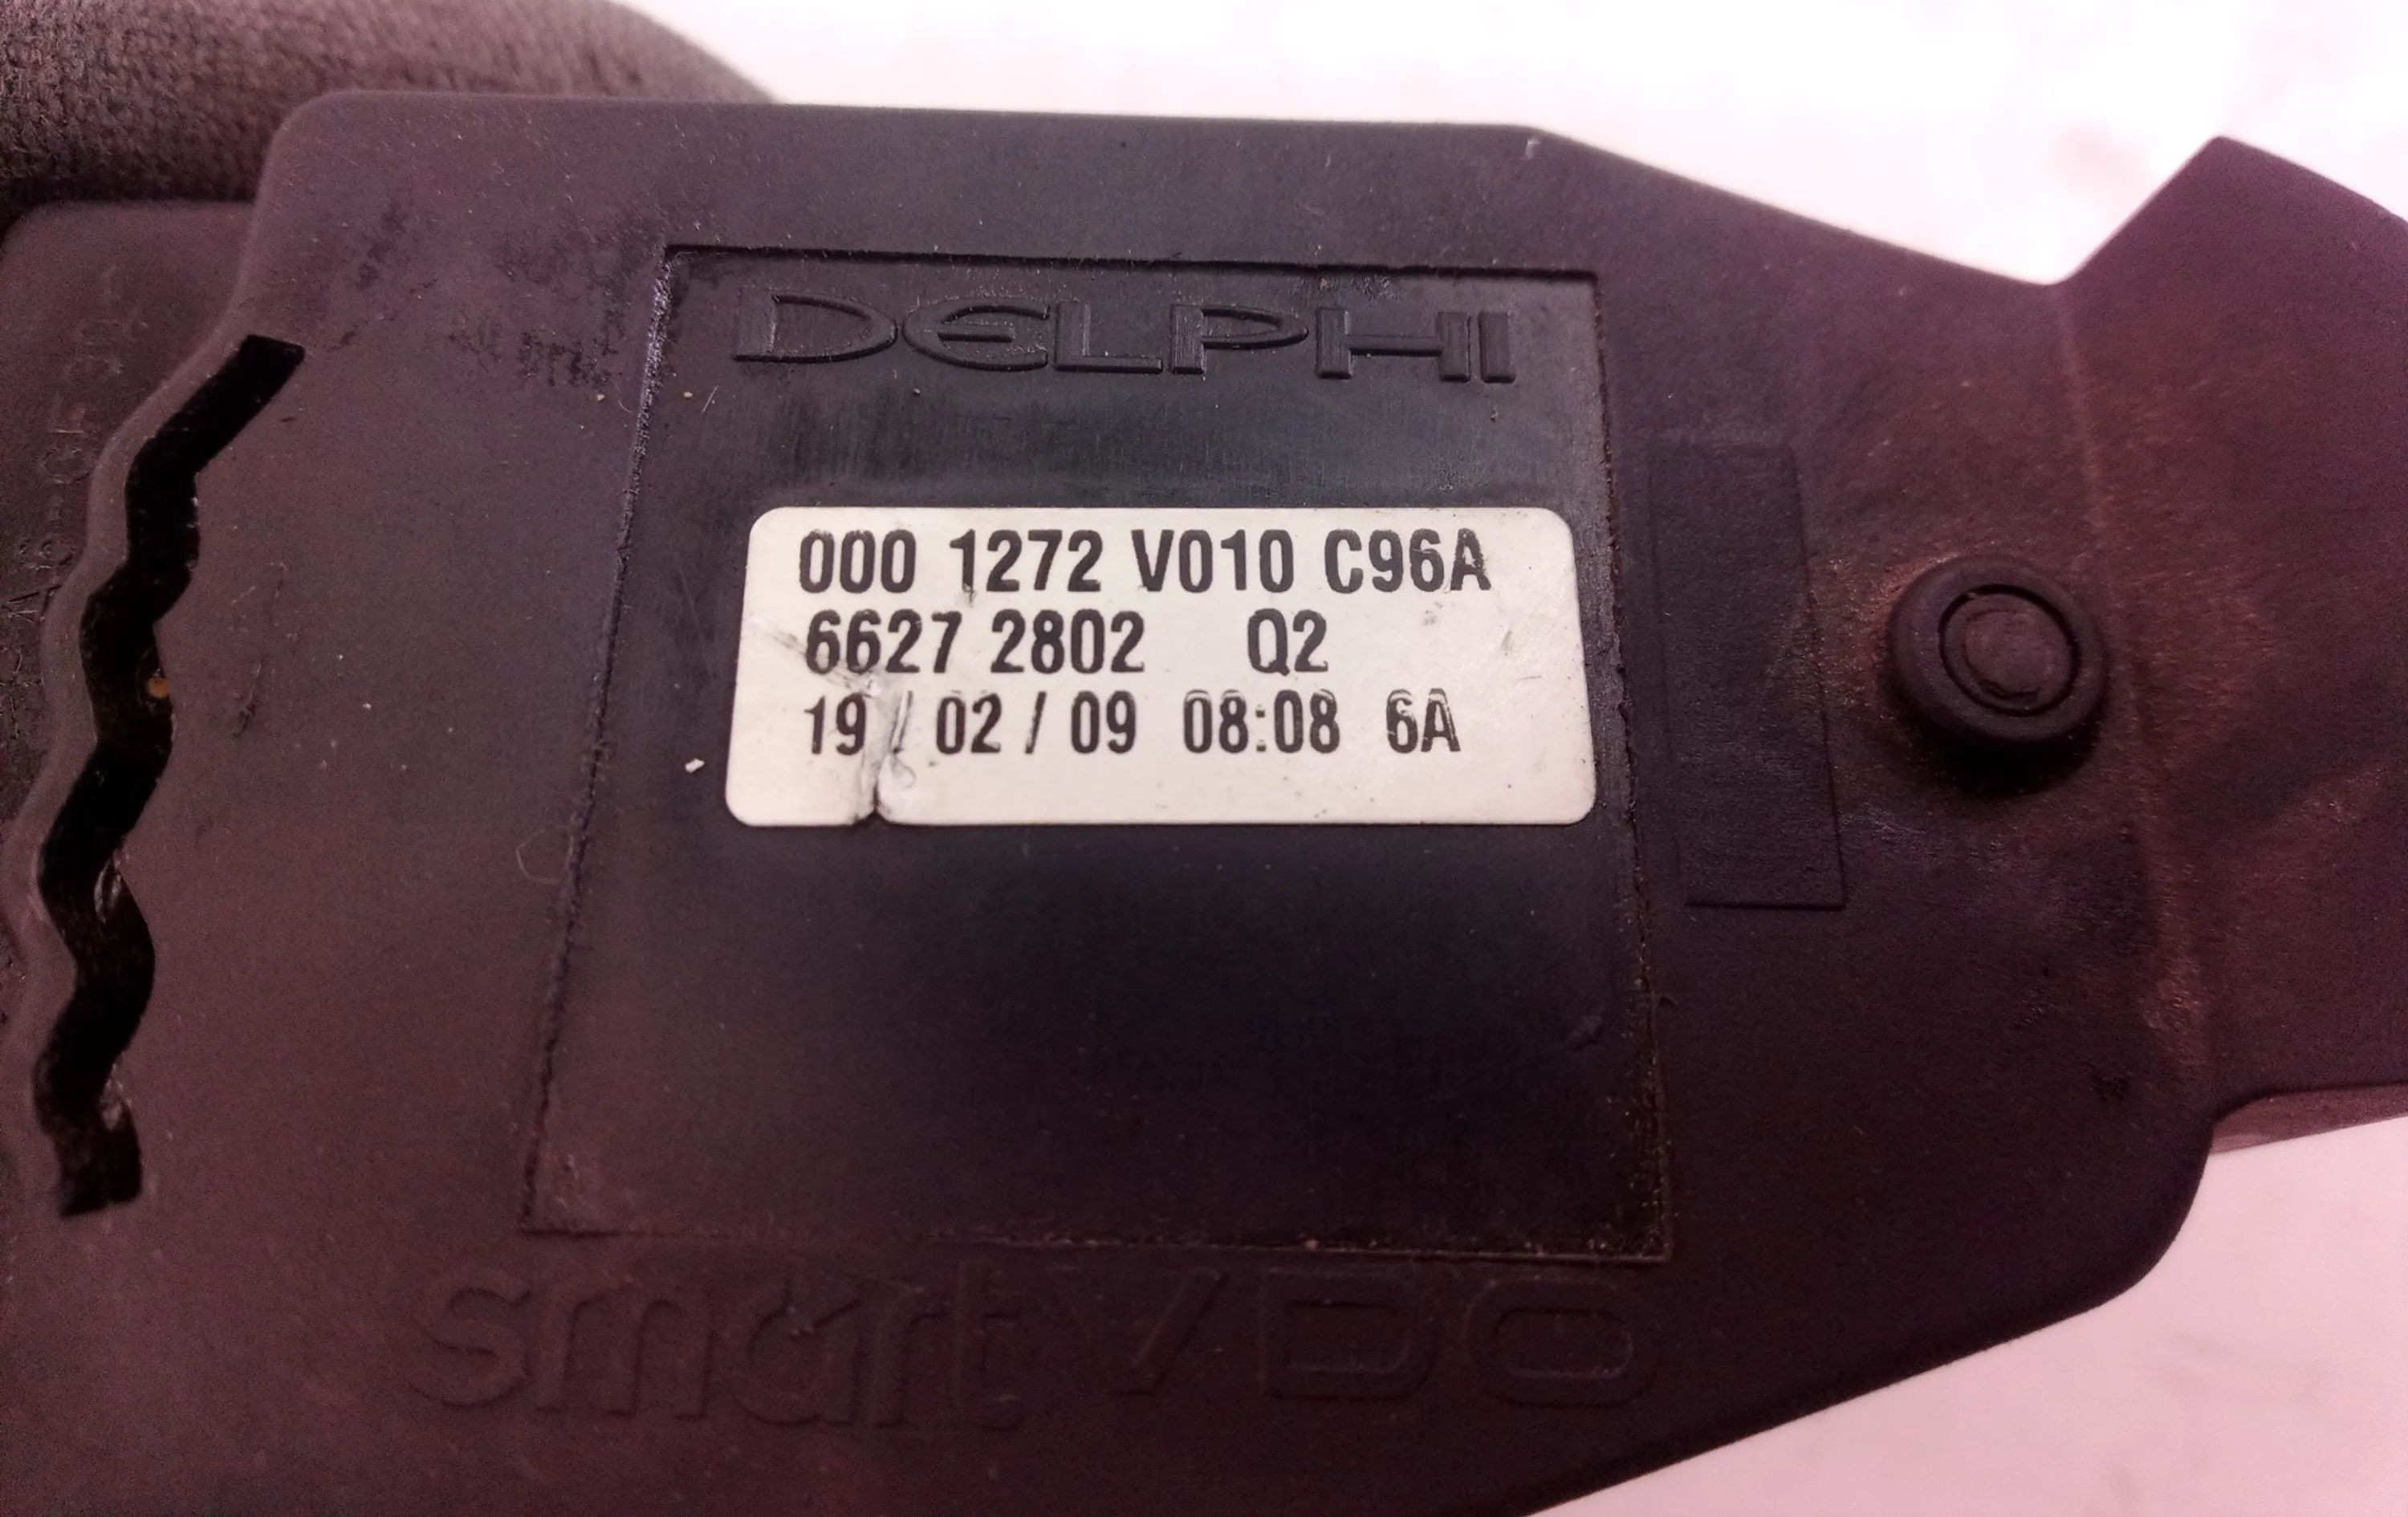 DELPHI
000 1272 V010 C96A
6627 2802 Q2
19 / 02 / 09 08:08 6A
smart VDO